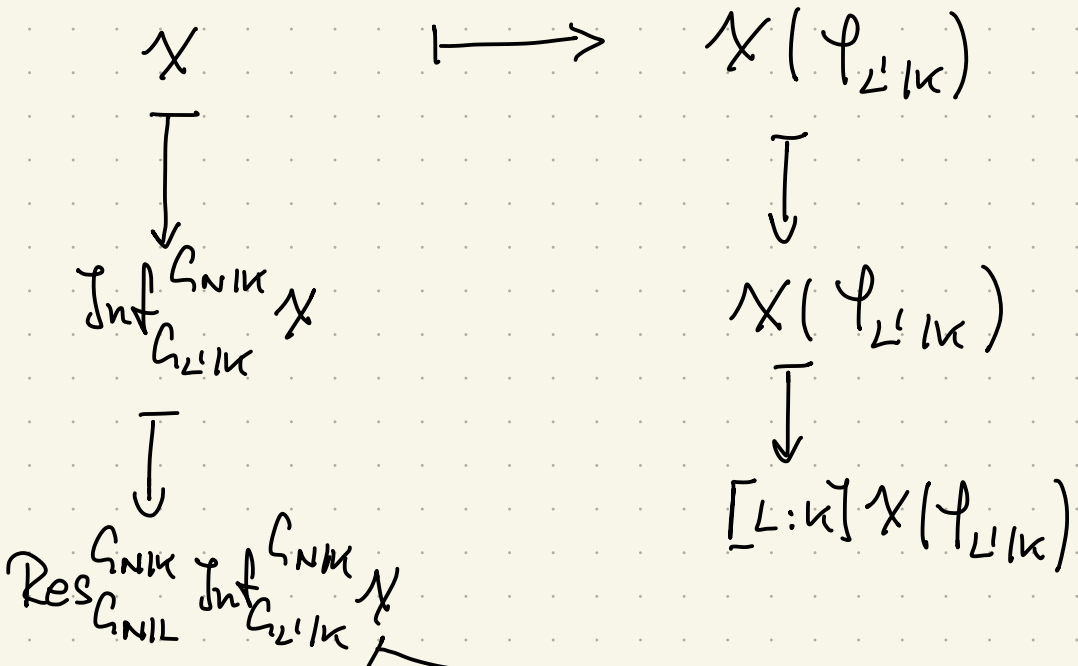 χ ⟼ χ(φ_{L'|K})
Inf^{G_{N|K}}_{G_{L'|K}} χ
χ(φ_{L'|K})
[L:K] χ(φ_{L'|K})
Res^{G_{N|K}}_{G_{N|L}} Inf^{G_{N|K}}_{G_{L'|K}} χ